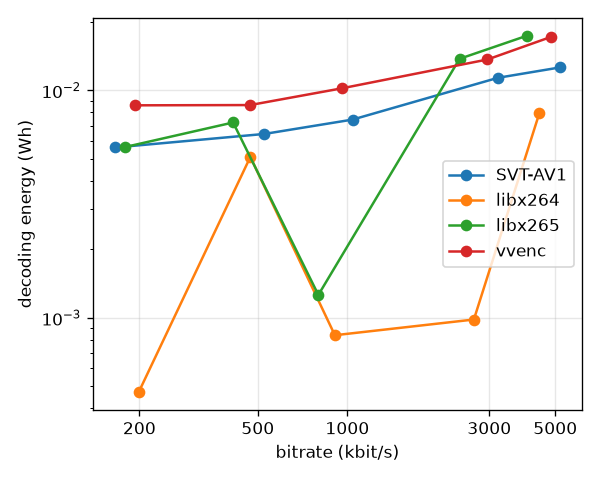 decoding energy (Wh)
10⁻²
10⁻³
SVT-AV1
libx264
libx265
vvenc
200 500 1000 3000 5000
bitrate (kbit/s)